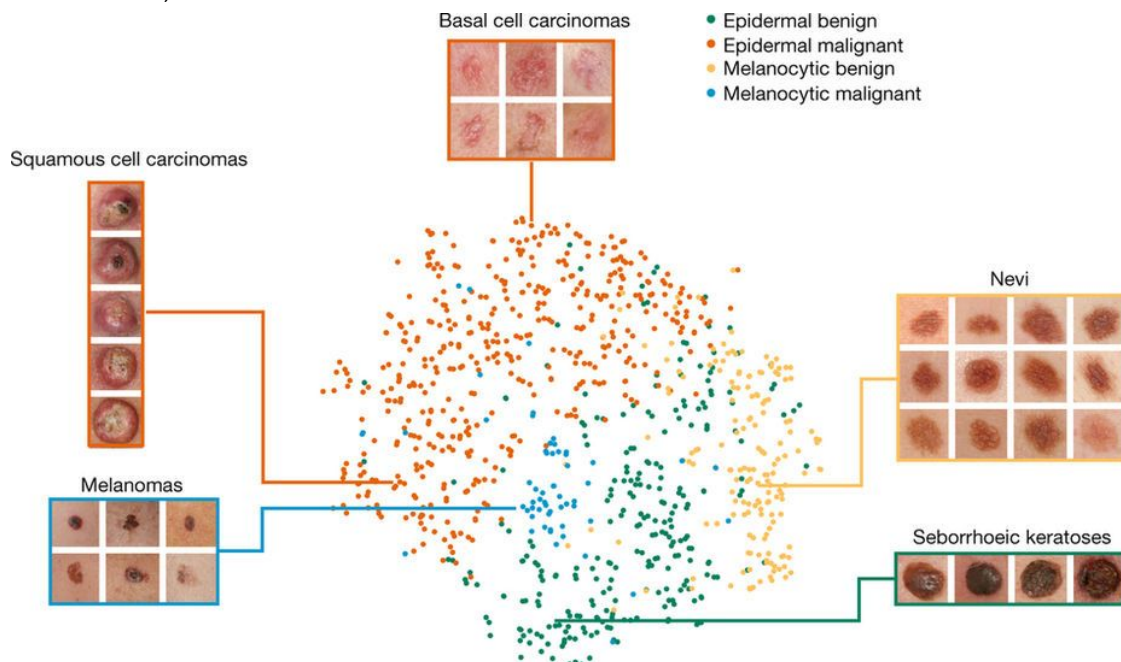 Basal cell carcinomas
Epidermal benign
Epidermal malignant
Melanocytic benign
Melanocytic malignant
Squamous cell carcinomas
Nevi
Melanomas
Seborrhoeic keratoses